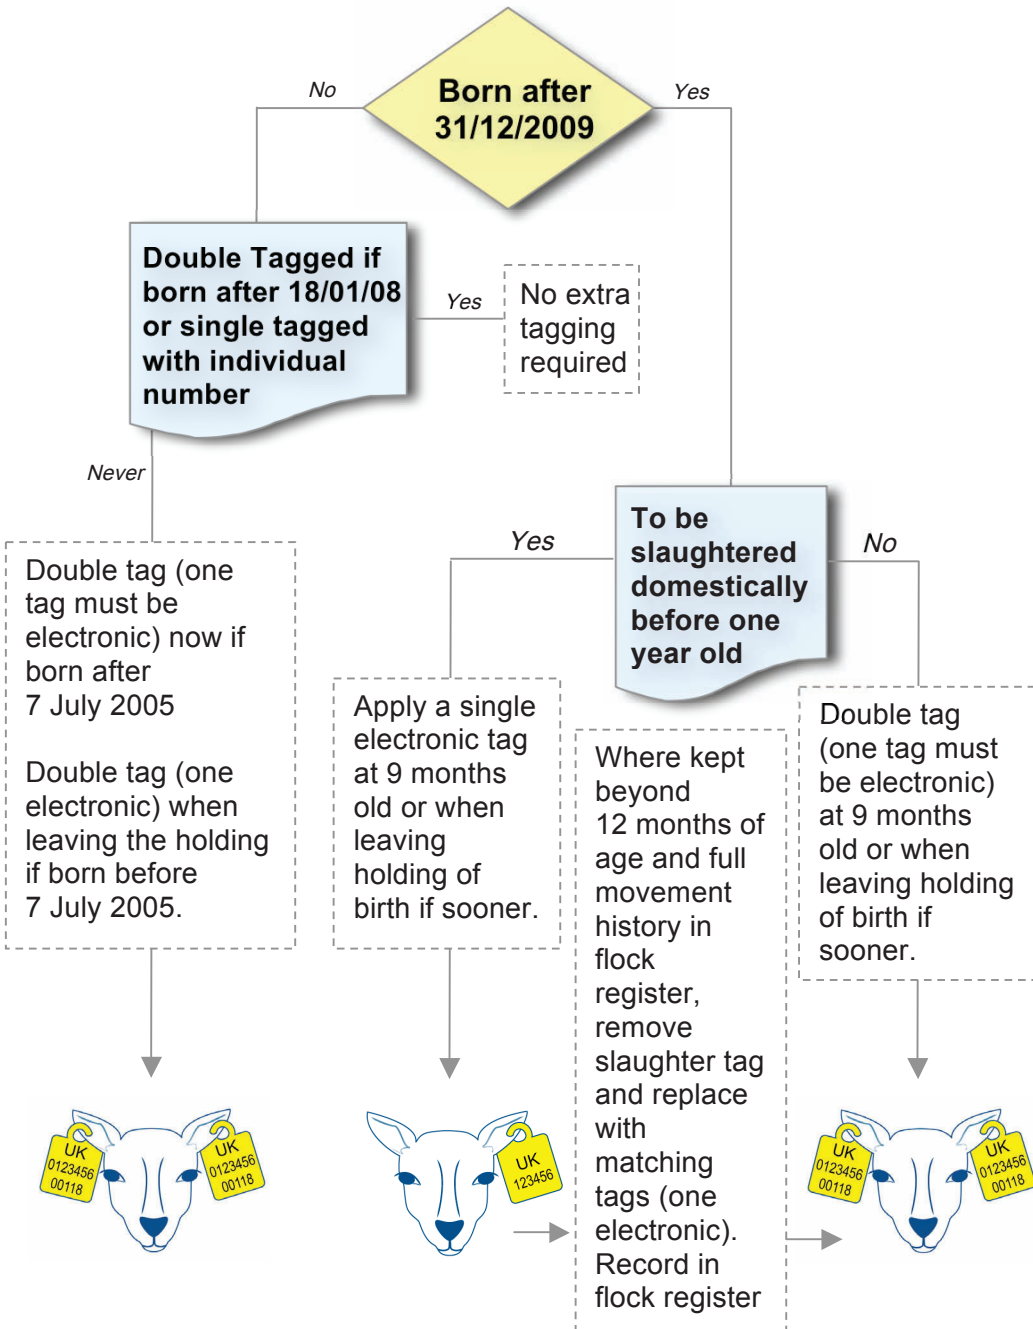 No
Born after
31/12/2009
Yes
Double Tagged if
born after 18/01/08
or single tagged
with individual
number
Yes
No extra
tagging
required
Never
Double tag (one
tag must be
electronic) now if
born after
7 July 2005
Double tag (one
electronic) when
leaving the holding
if born before
7 July 2005.
To be
slaughtered
domestically
before one
year old
Yes
No
Apply a single
electronic tag
at 9 months
old or when
leaving
holding of
birth if sooner.
Where kept
beyond
12 months of
age and full
movement
history in
flock
register,
remove
slaughter tag
and replace
with
matching
tags (one
electronic).
Record in
flock register
Double tag
(one tag must
be electronic)
at 9 months
old or when
leaving holding
of birth if
sooner.
UK
0123456
00118
UK
0123456
00118
UK
123456
UK
0123456
00118
UK
0123456
00118